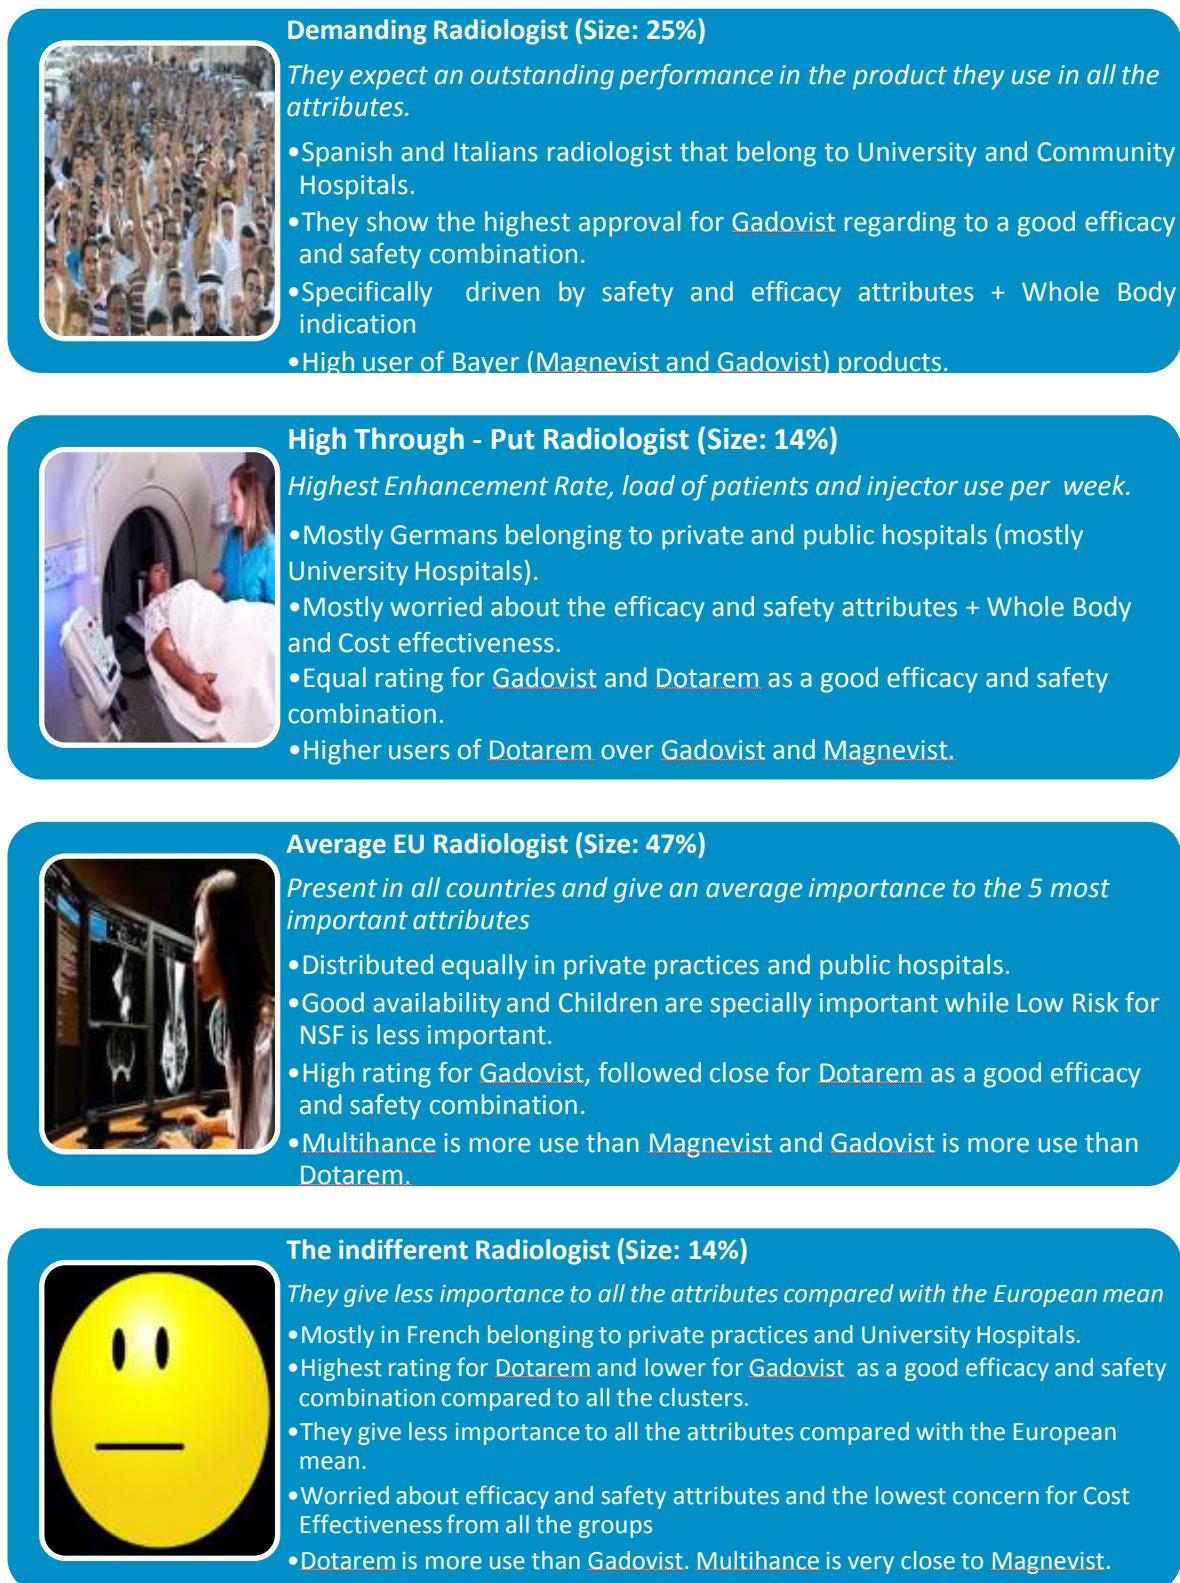 Demanding Radiologist (Size: 25%)
They expect an outstanding performance in the product they use in all the
attributes.
•Spanish and Italians radiologist that belong to University and Community
Hospitals.
•They show the highest approval for Gadovist regarding to a good efficacy
and safety combination.
•Specifically driven by safety and efficacy attributes + Whole Body
indication
•High user of Bayer (Magnevist and Gadovist) products.
High Through - Put Radiologist (Size: 14%)
Highest Enhancement Rate, load of patients and injector use per week.
•Mostly Germans belonging to private and public hospitals (mostly
University Hospitals).
•Mostly worried about the efficacy and safety attributes + Whole Body
and Cost effectiveness.
•Equal rating for Gadovist and Dotarem as a good efficacy and safety
combination.
•Higher users of Dotarem over Gadovist and Magnevist.
Average EU Radiologist (Size: 47%)
Present in all countries and give an average importance to the 5 most
important attributes
•Distributed equally in private practices and public hospitals.
•Good availability and Children are specially important while Low Risk for
NSF is less important.
•High rating for Gadovist, followed close for Dotarem as a good efficacy
and safety combination.
•Multihance is more use than Magnevist and Gadovist is more use than
Dotarem.
The indifferent Radiologist (Size: 14%)
They give less importance to all the attributes compared with the European mean
•Mostly in French belonging to private practices and University Hospitals.
•Highest rating for Dotarem and lower for Gadovist as a good efficacy and safety
combination compared to all the clusters.
•They give less importance to all the attributes compared with the European
mean.
•Worried about efficacy and safety attributes and the lowest concern for Cost
Effectiveness from all the groups
•Dotarem is more use than Gadovist. Multihance is very close to Magnevist.